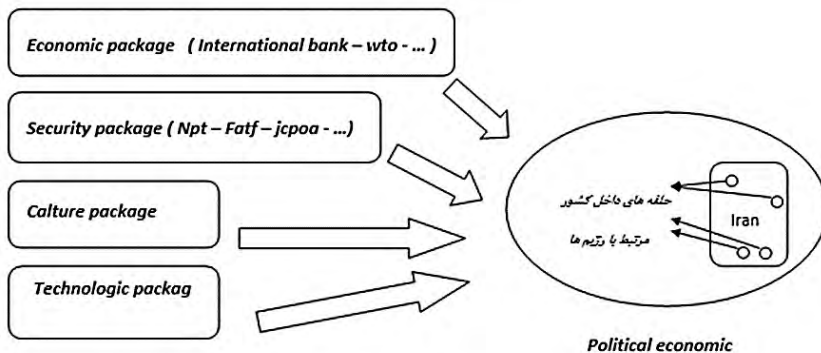 Economic package ( International bank – wto - ... )
Security package ( Npt – Fatf – jcpoa - ...)
Calture package
Technologic packag
حلقه های داخل کشور
مرتبط با رژیم ها
Iran
Political economic